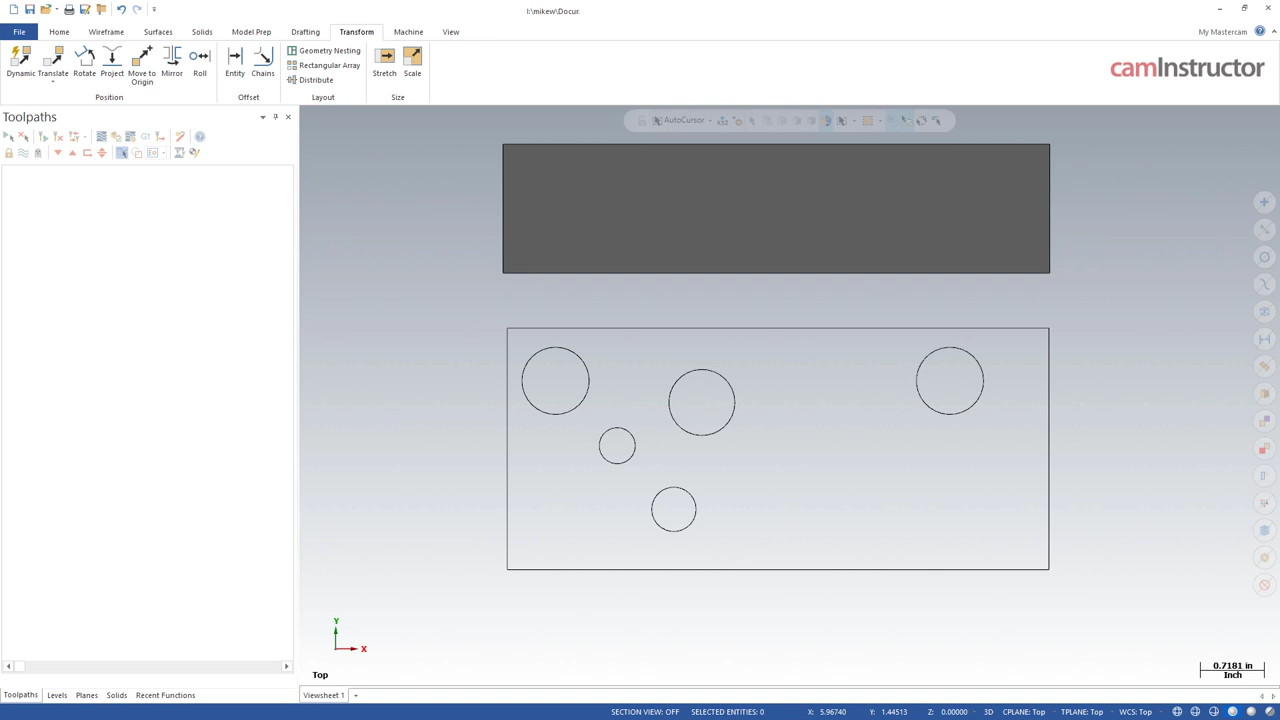 I:\mikew\Docur.
File Home Wireframe Surfaces Solids Model Prep Drafting Transform Machine View My Mastercam
Dynamic Translate Rotate Project Move to Origin Mirror Roll
Position
Entity Chains
Offset
Geometry Nesting
Rectangular Array
Distribute
Layout
Stretch Scale
Size
camInstructor
Toolpaths
G1
AutoCursor
Y
X
Top
0.7181 in
Inch
Toolpaths Levels Planes Solids Recent Functions
Viewsheet 1 +
SECTION VIEW: OFF SELECTED ENTITIES: 0 X: 5.96740 Y: 1.44513 Z: 0.00000 3D CPLANE: Top TPLANE: Top WCS: Top